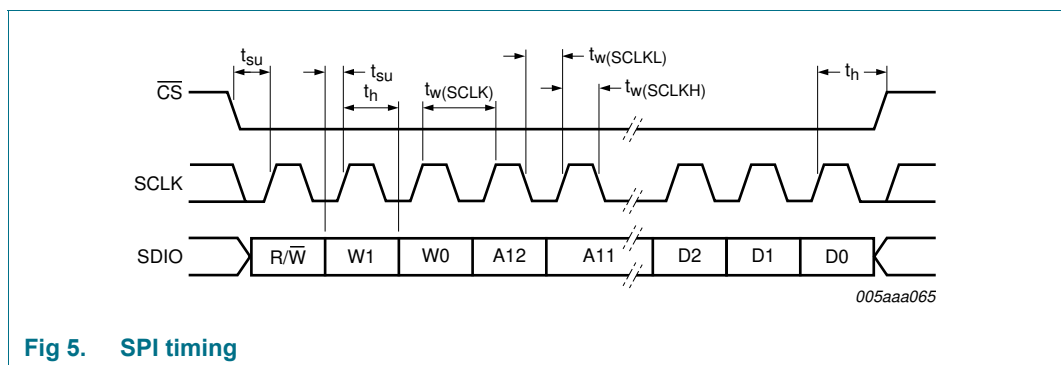 tsu
tsu
th
tw(SCLK)
tw(SCLKL)
tw(SCLKH)
th
CS
SCLK
SDIO R/W W1 W0 A12 A11 D2 D1 D0
005aaa065
Fig 5. SPI timing